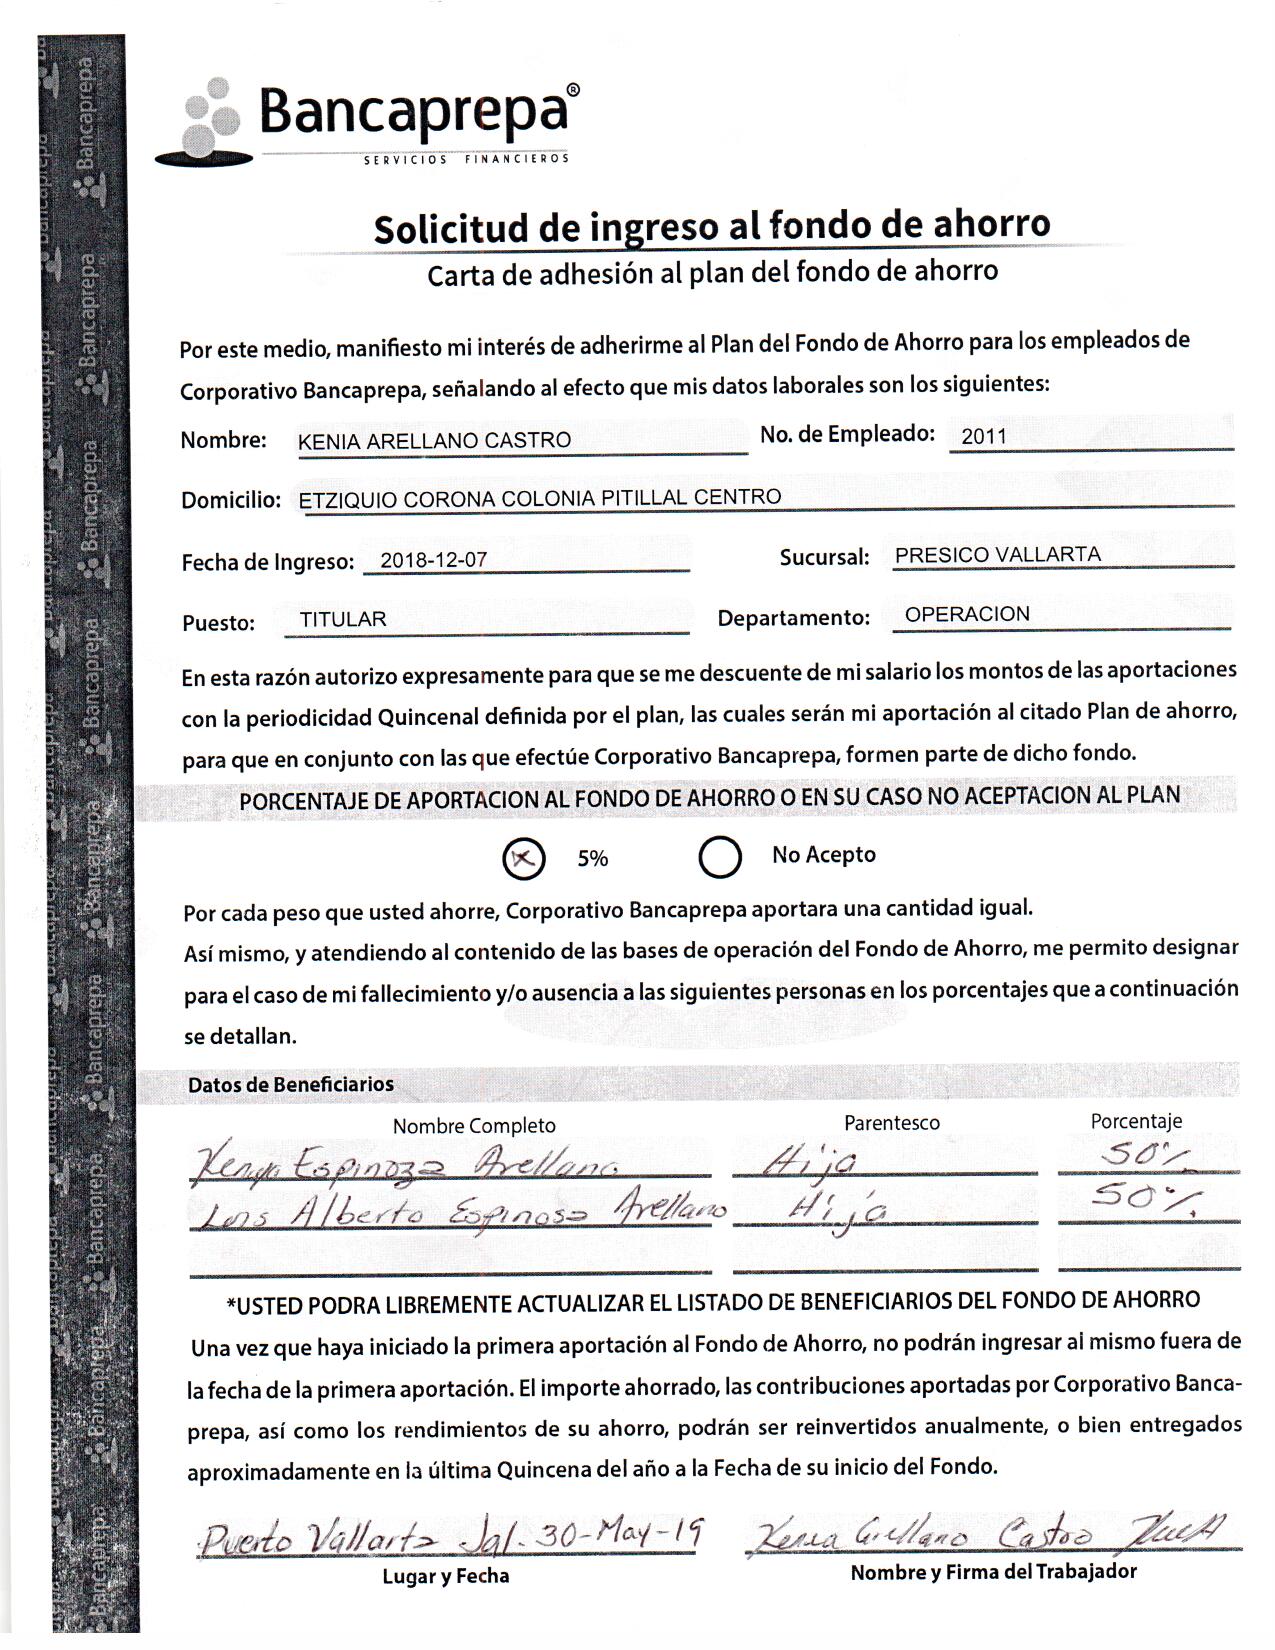 Bancaprepa®
SERVICIOS FINANCIEROS
Solicitud de ingreso al fondo de ahorro
Carta de adhesión al plan del fondo de ahorro
Por este medio, manifiesto mi interés de adherirme al Plan del Fondo de Ahorro para los empleados de
Corporativo Bancaprepa, señalando al efecto que mis datos laborales son los siguientes:
Nombre: KENIA ARELLANO CASTRO No. de Empleado: 2011
Domicilio: ETZIQUIO CORONA COLONIA PITILLAL CENTRO
Fecha de Ingreso: 2018-12-07 Sucursal: PRESICO VALLARTA
Puesto: TITULAR Departamento: OPERACION
En esta razón autorizo expresamente para que se me descuente de mi salario los montos de las aportaciones
con la periodicidad Quincenal definida por el plan, las cuales serán mi aportación al citado Plan de ahorro,
para que en conjunto con las que efectúe Corporativo Bancaprepa, formen parte de dicho fondo.
PORCENTAJE DE APORTACION AL FONDO DE AHORRO O EN SU CASO NO ACEPTACION AL PLAN
x 5% No Acepto
Por cada peso que usted ahorre, Corporativo Bancaprepa aportara una cantidad igual.
Así mismo, y atendiendo al contenido de las bases de operación del Fondo de Ahorro, me permito designar
para el caso de mi fallecimiento y/o ausencia a las siguientes personas en los porcentajes que a continuación
se detallan.
Datos de Beneficiarios
Nombre Completo Parentesco Porcentaje
Kenya Espinoza Arellano Hija 50%
Luis Alberto Espinosa Arellano Hijo 50%
*USTED PODRA LIBREMENTE ACTUALIZAR EL LISTADO DE BENEFICIARIOS DEL FONDO DE AHORRO
Una vez que haya iniciado la primera aportación al Fondo de Ahorro, no podrán ingresar al mismo fuera de
la fecha de la primera aportación. El importe ahorrado, las contribuciones aportadas por Corporativo Banca-
prepa, así como los rendimientos de su ahorro, podrán ser reinvertidos anualmente, o bien entregados
aproximadamente en la última Quincena del año a la Fecha de su inicio del Fondo.
Puerto Vallarta Jal. 30-May-19 Kenia Arellano Castro
Lugar y Fecha Nombre y Firma del Trabajador